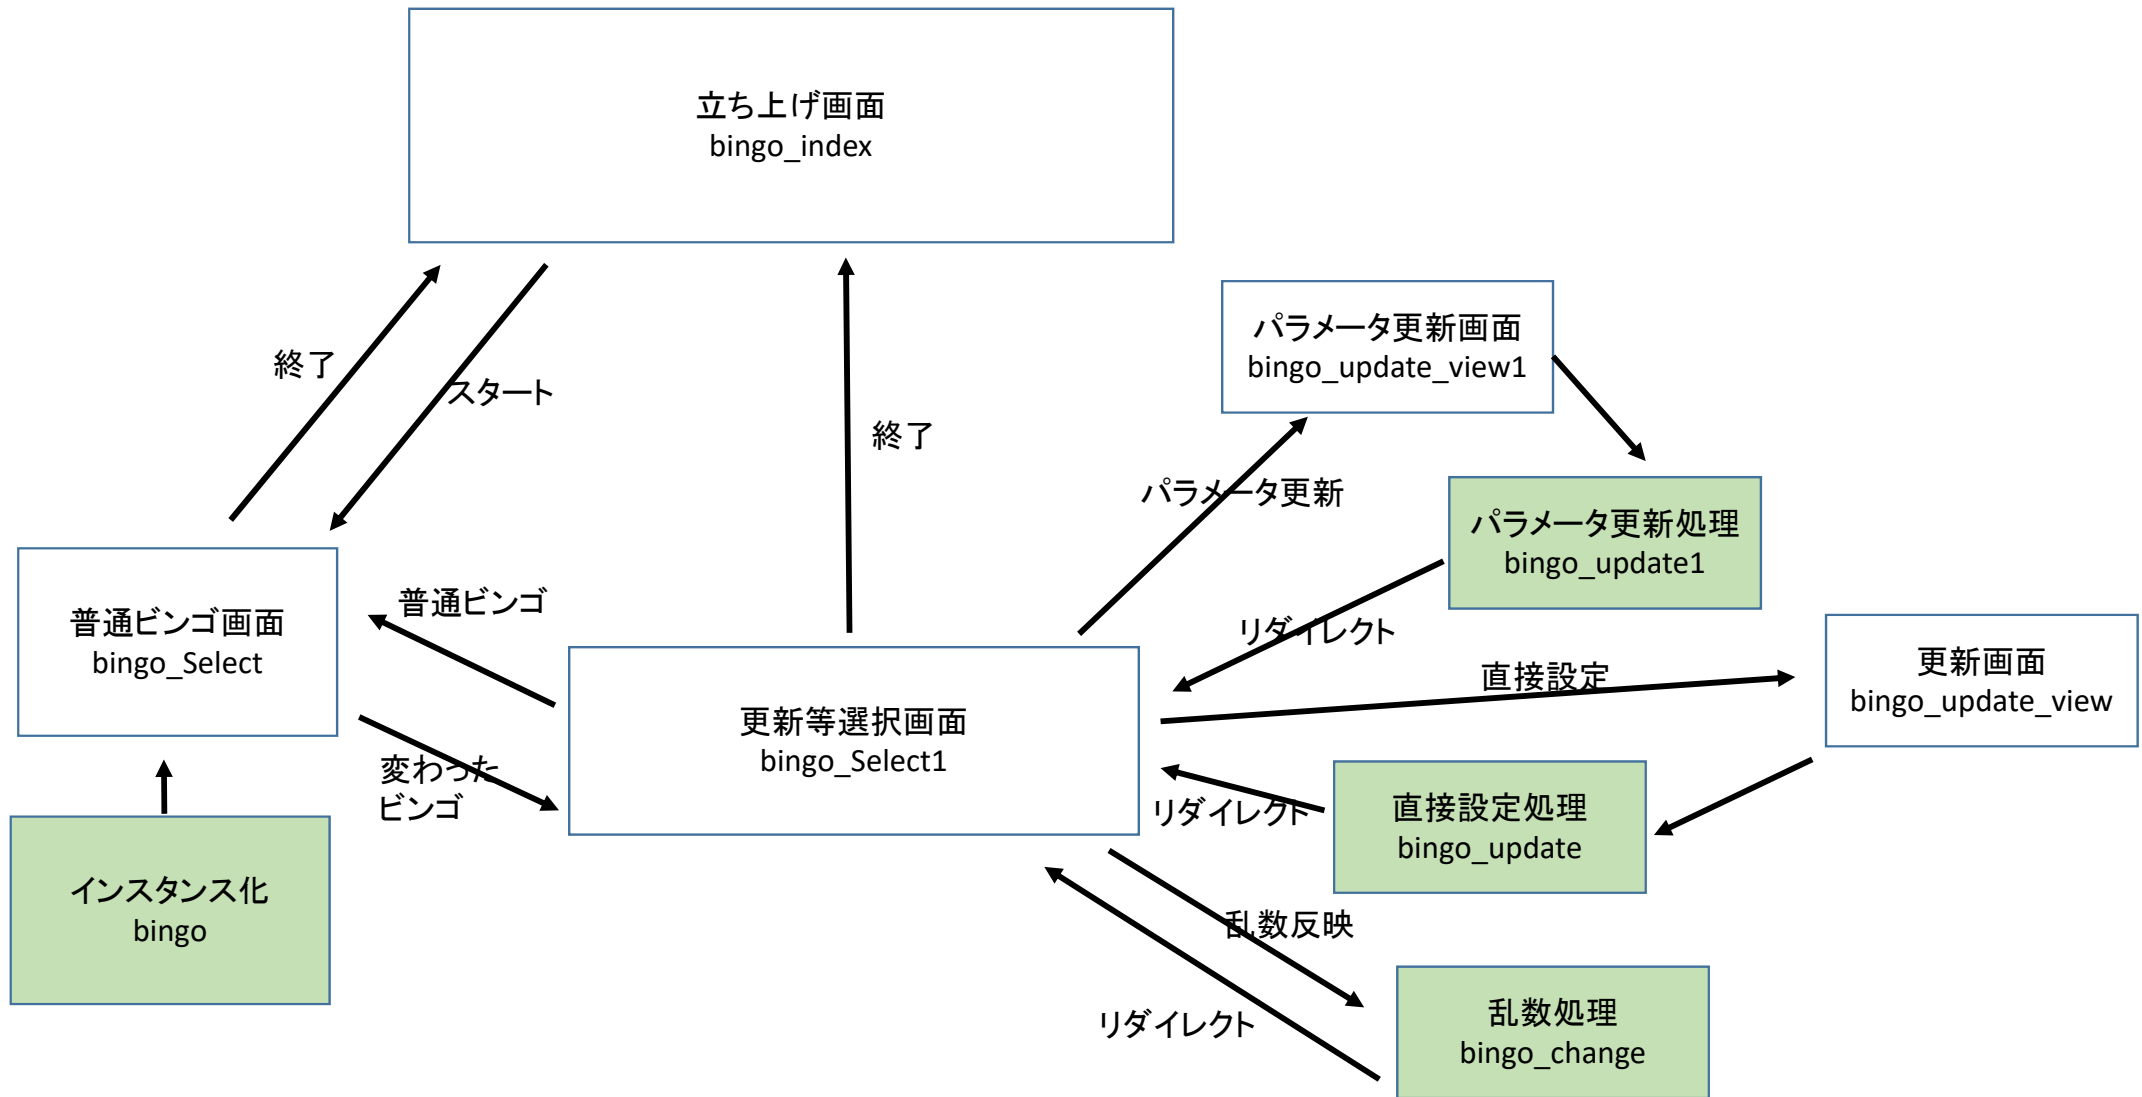 立ち上げ画面
bingo_index
終了
スタート
終了
パラメータ更新画面
bingo_update_view1
パラメータ更新
パラメータ更新処理
bingo_update1
普通ビンゴ画面
bingo_Select
普通ビンゴ
リダイレクト
直接設定
更新画面
bingo_update_view
更新等選択画面
bingo_Select1
変わった
ビンゴ
リダイレクト
直接設定処理
bingo_update
インスタンス化
bingo
乱数反映
リダイレクト
乱数処理
bingo_change